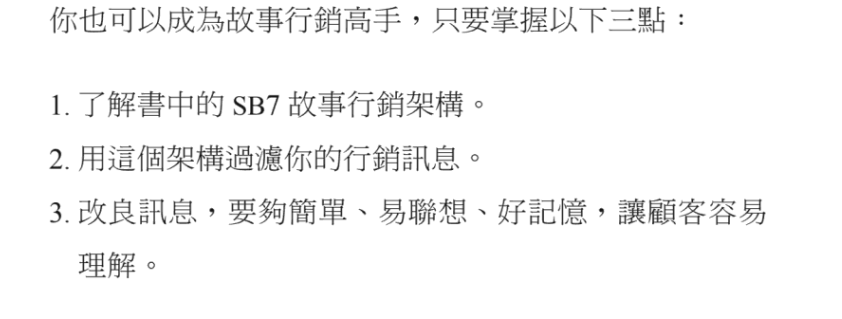 你也可以成為故事行銷高手，只要掌握以下三點：
1. 了解書中的 SB7 故事行銷架構。
2. 用這個架構過濾你的行銷訊息。
3. 改良訊息，要夠簡單、易聯想、好記憶，讓顧客容易
理解。